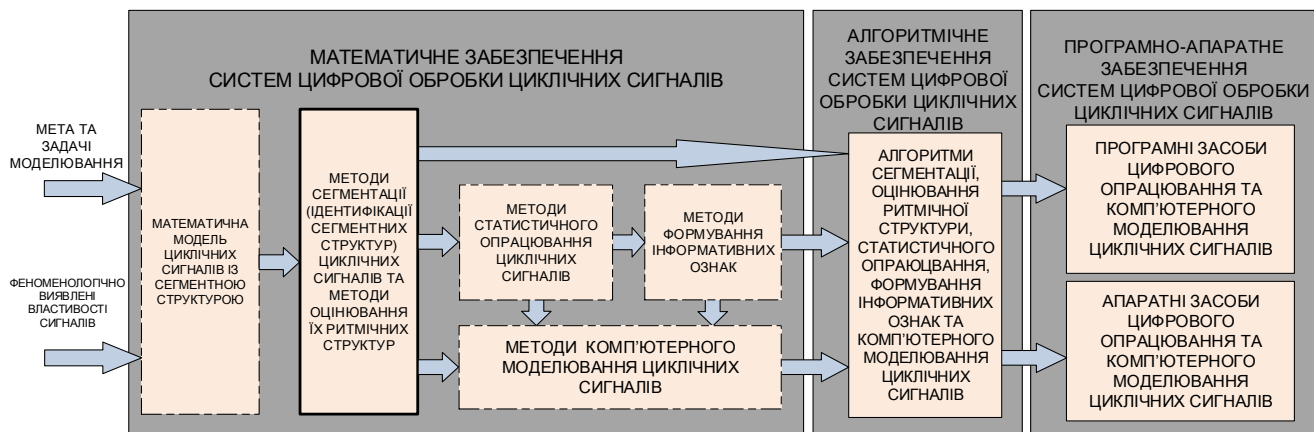 МАТЕМАТИЧНЕ ЗАБЕЗПЕЧЕННЯ
СИСТЕМ ЦИФРОВОЇ ОБРОБКИ ЦИКЛІЧНИХ СИГНАЛІВ
МЕТА ТА
ЗАДАЧІ
МОДЕЛЮВАННЯ
ФЕНОМЕНОЛОГІЧНО
ВИЯВЛЕНІ
ВЛАСТИВОСТІ
СИГНАЛІВ
МАТЕМАТИЧНА
МОДЕЛЬ
ЦИКЛІЧНИХ
СИГНАЛІВ ІЗ
СЕГМЕНТНОЮ
СТРУКТУРОЮ
МЕТОДИ
СЕГМЕНТАЦІЇ
(ІДЕНТИФІКАЦІЇ
СЕГМЕНТНИХ
СТРУКТУР)
ЦИКЛІЧНИХ
СИГНАЛІВ ТА
МЕТОДИ
ОЦІНЮВАННЯ
ЇХ РИТМІЧНИХ
СТРУКТУР
МЕТОДИ
СТАТИСТИЧНОГО
ОПРАЦЮВАННЯ
ЦИКЛІЧНИХ
СИГНАЛІВ
МЕТОДИ
ФОРМУВАННЯ
ІНФОРМАТИВНИХ
ОЗНАК
МЕТОДИ КОМП'ЮТЕРНОГО
МОДЕЛЮВАННЯ ЦИКЛІЧНИХ
СИГНАЛІВ
АЛГОРИТМІЧНЕ
ЗАБЕЗПЕЧЕННЯ
СИСТЕМ ЦИФРОВОЇ
ОБРОБКИ ЦИКЛІЧНИХ
СИГНАЛІВ
АЛГОРИТМИ
СЕГМЕНТАЦІЇ,
ОЦІНЮВАННЯ
РИТМІЧНОЇ
СТРУКТУРИ,
СТАТИСТИЧНОГО
ОПРАЮЦВАННЯ,
ФОРМУВАННЯ
ІНФОРМАТИВНИХ
ОЗНАК ТА
КОМП'ЮТЕРНОГО
МОДЕЛЮВАННЯ
ЦИКЛІЧНИХ
СИГНАЛІВ
ПРОГРАМНО-АПАРАТНЕ
ЗАБЕЗПЕЧЕННЯ
СИСТЕМ ЦИФРОВОЇ ОБРОБКИ
ЦИКЛІЧНИХ СИГНАЛІВ
ПРОГРАМНІ ЗАСОБИ
ЦИФРОВОГО
ОПРАЦЮВАННЯ ТА
КОМП'ЮТЕРНОГО
МОДЕЛЮВАННЯ
ЦИКЛІЧНИХ СИГНАЛІВ
АПАРАТНІ ЗАСОБИ
ЦИФРОВОГО
ОПРАЦЮВАННЯ ТА
КОМП'ЮТЕРНОГО
МОДЕЛЮВАННЯ
ЦИКЛІЧНИХ СИГНАЛІВ